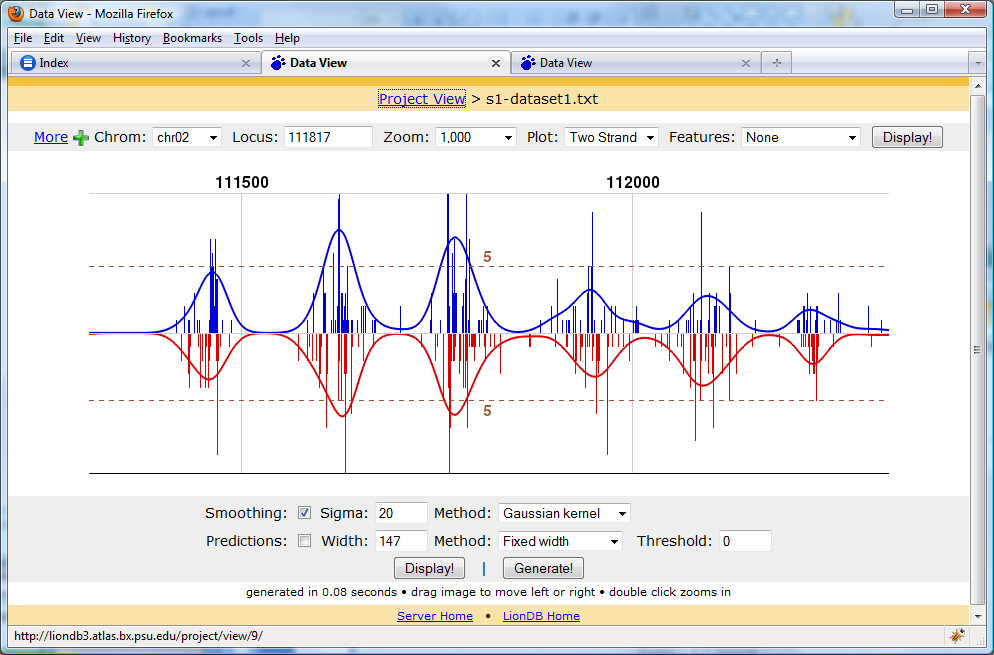 Data View - Mozilla Firefox
File Edit View History Bookmarks Tools Help
Index Data View Data View
Project View > s1-dataset1.txt
More Chrom: chr02 Locus: 111817 Zoom: 1,000 Plot: Two Strand Features: None Display!
111500 112000
5
5
Smoothing: Sigma: 20 Method: Gaussian kernel
Predictions: Width: 147 Method: Fixed width Threshold: 0
Display! | Generate!
generated in 0.08 seconds • drag image to move left or right • double click zooms in
Server Home • LionDB Home
http://liondb3.atlas.bx.psu.edu/project/view/9/